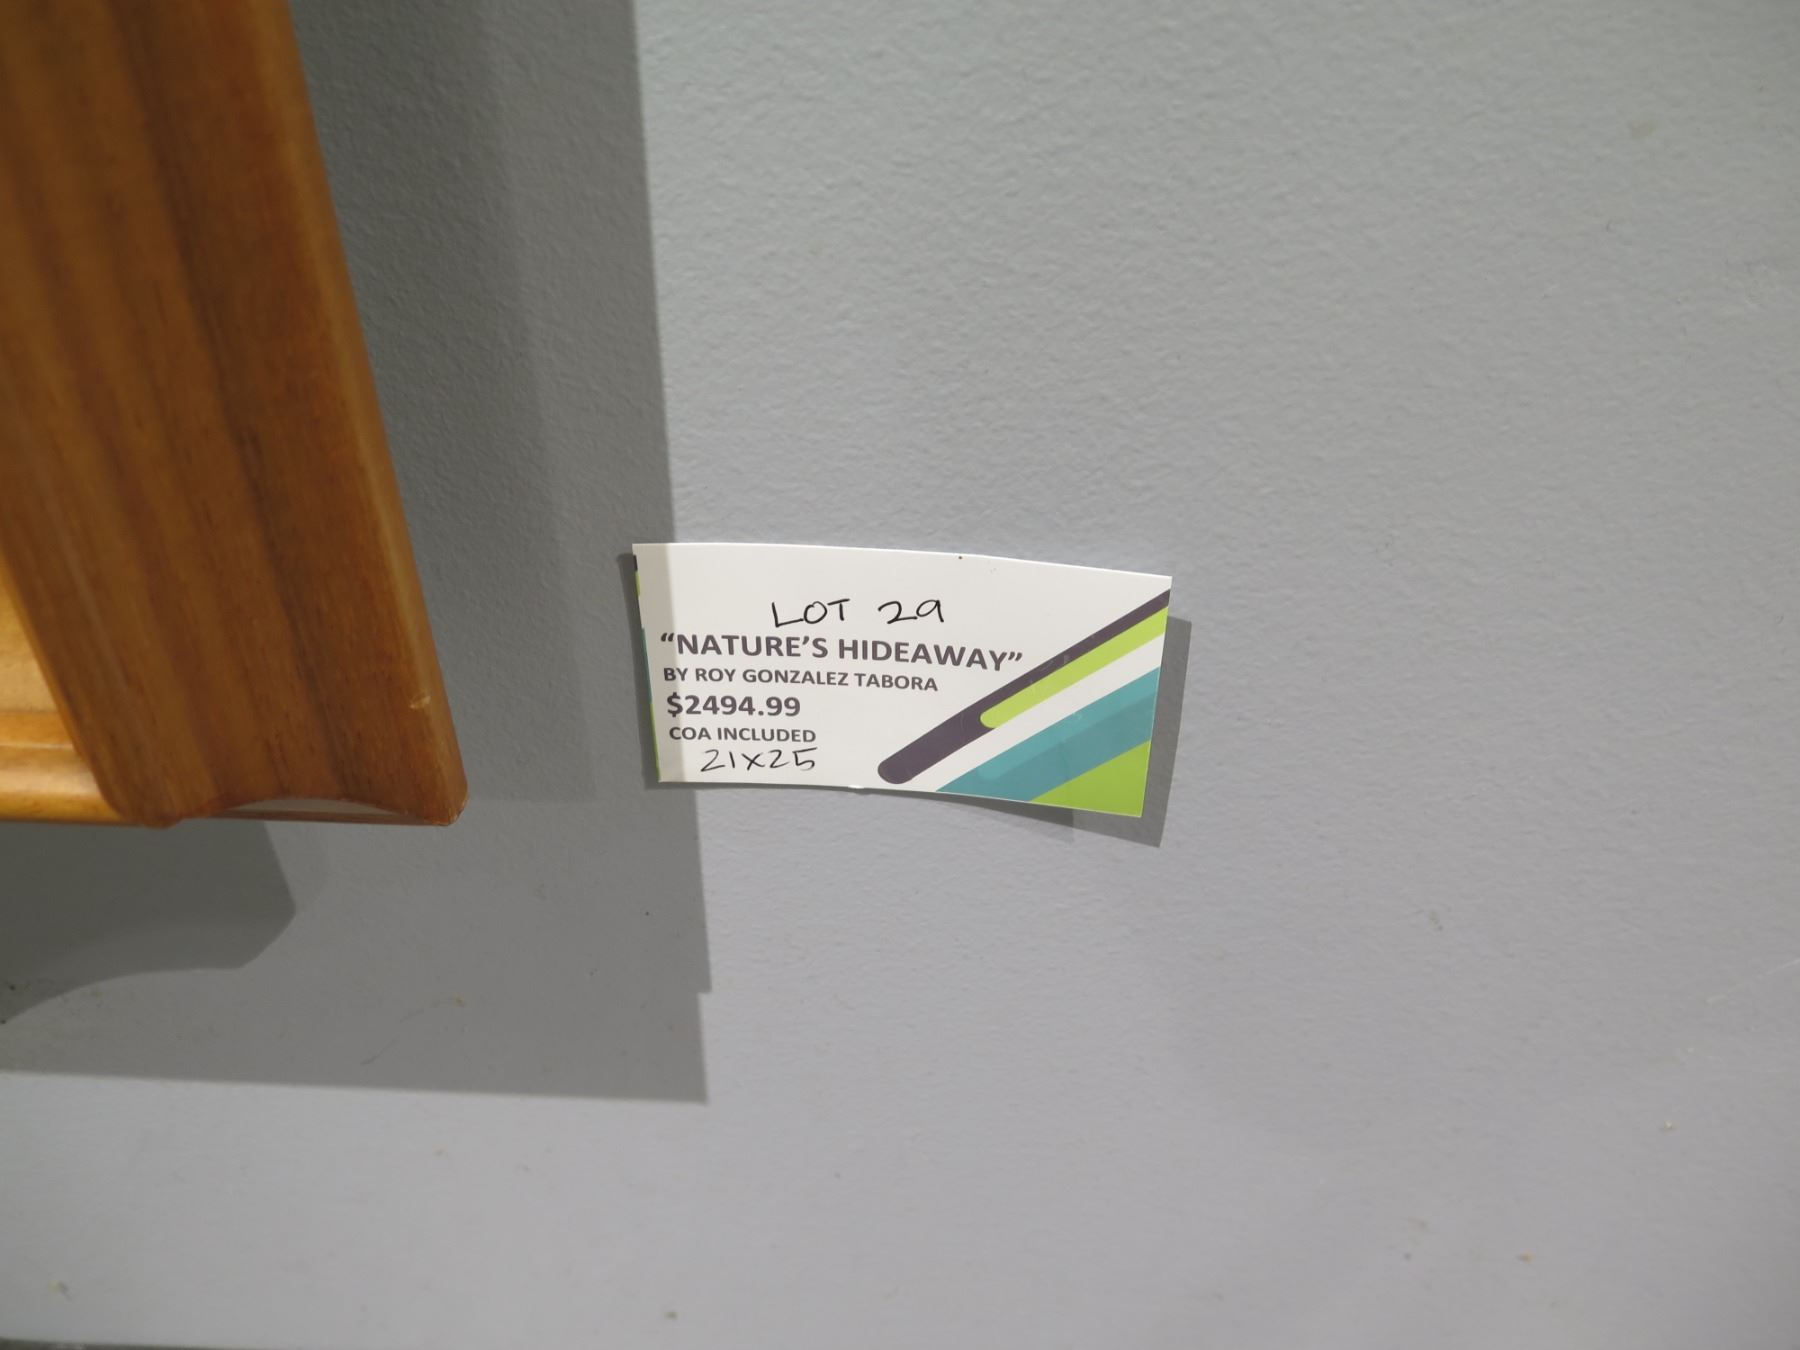 LOT 29
“NATURE’S HIDEAWAY”
BY ROY GONZALEZ TABORA
$2494.99
COA INCLUDED
21X25